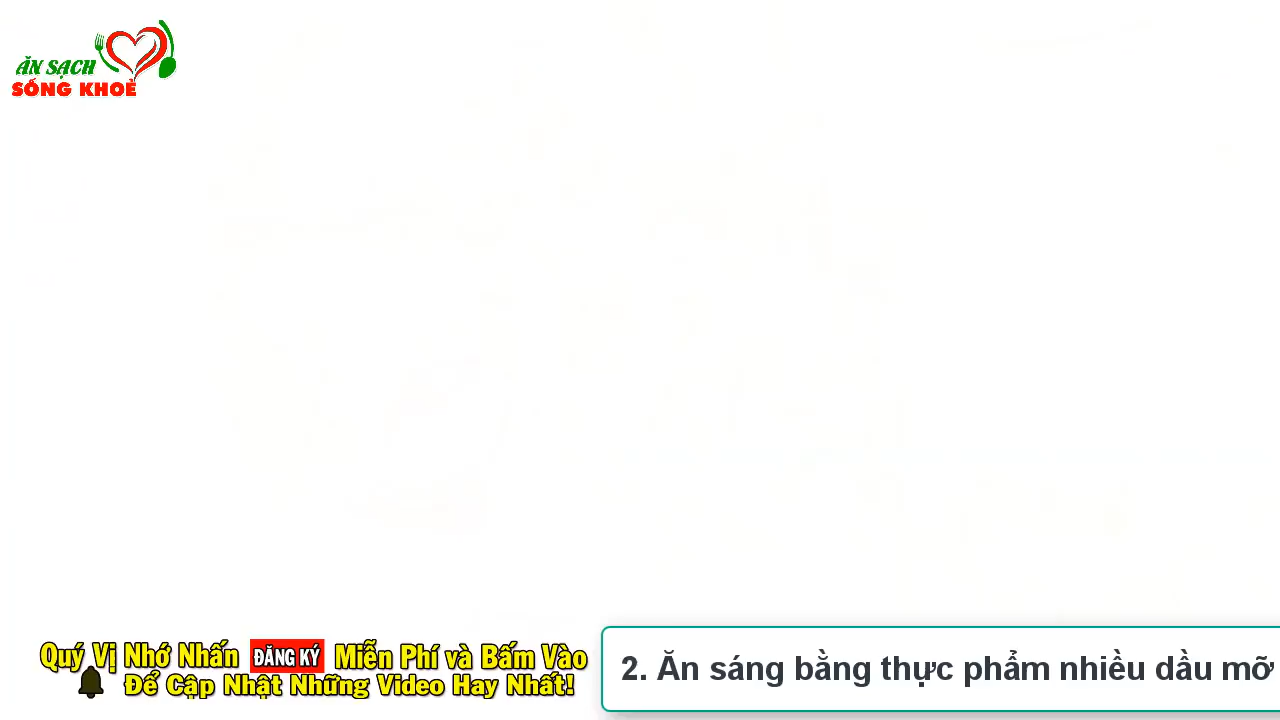 ĂN SẠCH
SỐNG KHOẺ
Quý Vị Nhớ Nhấn ĐĂNG KÝ Miễn Phí và Bấm Vào
Để Cập Nhật Những Video Hay Nhất!
2. Ăn sáng bằng thực phẩm nhiều dầu mỡ